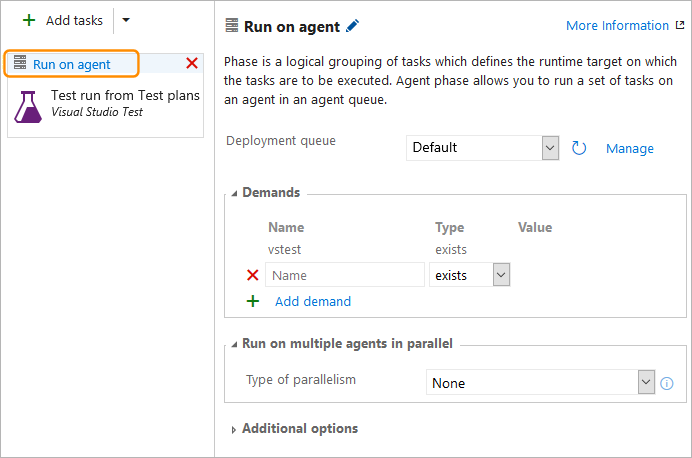 Add tasks
Run on agent
Test run from Test plans
Visual Studio Test
Run on agent
More Information
Phase is a logical grouping of tasks which defines the runtime target on which
the tasks are to be executed. Agent phase allows you to run a set of tasks on
an agent in an agent queue.
Deployment queue Default Manage
Demands
Name Type Value
vstest exists
Name exists
Add demand
Run on multiple agents in parallel
Type of parallelism None
Additional options